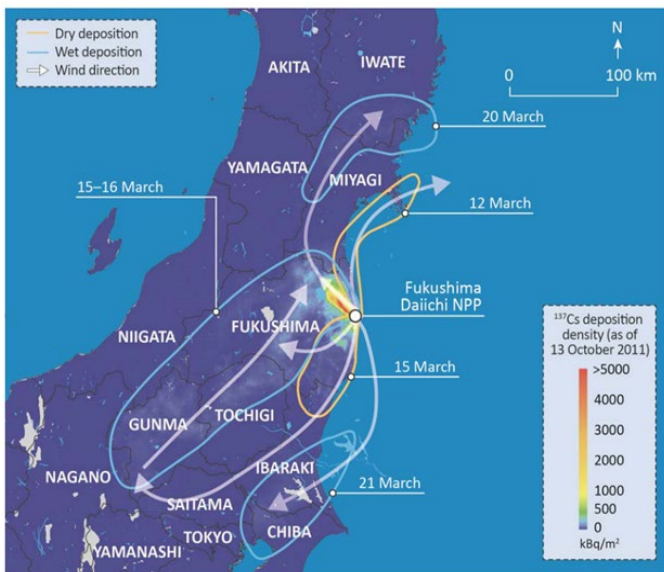 Dry deposition
Wet deposition
Wind direction
N
0 100 km
AKITA
IWATE
20 March
YAMAGATA
MIYAGI
15–16 March
12 March
Fukushima
Daiichi NPP
FUKUSHIMA
NIIGATA
15 March
GUNMA
TOCHIGI
NAGANO
IBARAKI
SAITAMA
21 March
TOKYO
CHIBA
YAMANASHI
¹³⁷Cs deposition
density (as of
13 October 2011)
>5000
4000
3000
2000
1000
500
0
kBq/m²